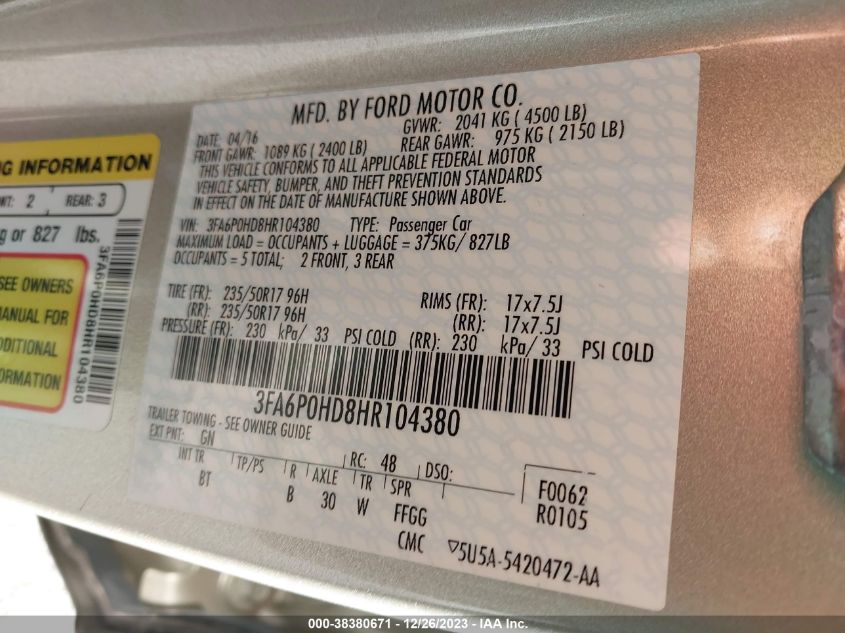 NG INFORMATION
NT: 2 REAR: 3
g or 827 lbs.
SEE OWNERS
MANUAL FOR
ADDITIONAL
FORMATION
3FA6P0HD8HR104380
MFD. BY FORD MOTOR CO.
DATE: 04/16 GVWR: 2041 KG ( 4500 LB)
FRONT GAWR: 1089 KG ( 2400 LB) REAR GAWR: 975 KG ( 2150 LB)
THIS VEHICLE CONFORMS TO ALL APPLICABLE FEDERAL MOTOR
VEHICLE SAFETY, BUMPER, AND THEFT PREVENTION STANDARDS
IN EFFECT ON THE DATE OF MANUFACTURE SHOWN ABOVE.
VIN: 3FA6P0HD8HR104380 TYPE: Passenger Car
MAXIMUM LOAD = OCCUPANTS + LUGGAGE = 375KG/ 827LB
OCCUPANTS = 5 TOTAL; 2 FRONT, 3 REAR
TIRE (FR): 235/50R17 96H RIMS (FR): 17x7.5J
(RR): 235/50R17 96H (RR): 17x7.5J
PRESSURE (FR): 230 kPa/ 33 PSI COLD (RR): 230 kPa/ 33 PSI COLD
3FA6P0HD8HR104380
TRAILER TOWING - SEE OWNER GUIDE
EXT PNT: GN RC: 48 DSO:
INT TR TP/PS R AXLE TR SPR F0062
BT B 30 W FFGG R0105
CMC ▽5U5A-5420472-AA
000-38380671 - 12/26/2023 - IAA Inc.